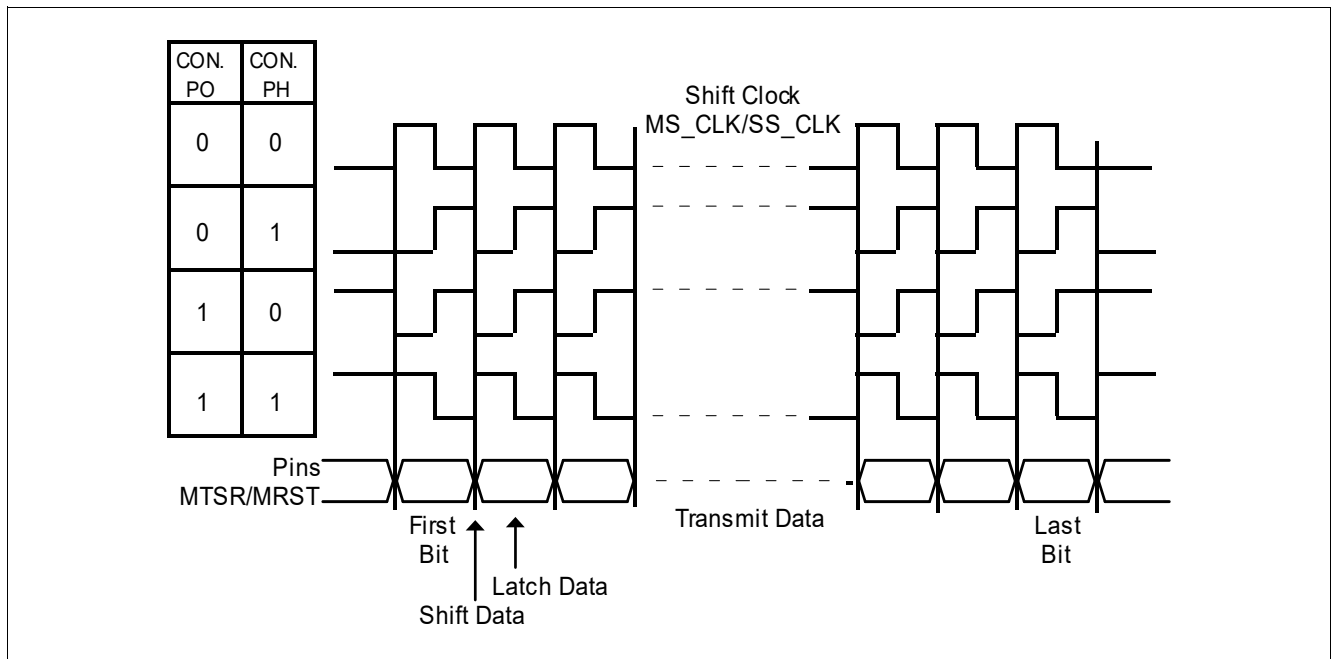 CON. CON.
PO PH
0 0
0 1
1 0
1 1
Shift Clock
MS_CLK/SS_CLK
Pins
MTSR/MRST
First
Bit
Transmit Data
Last
Bit
Latch Data
Shift Data